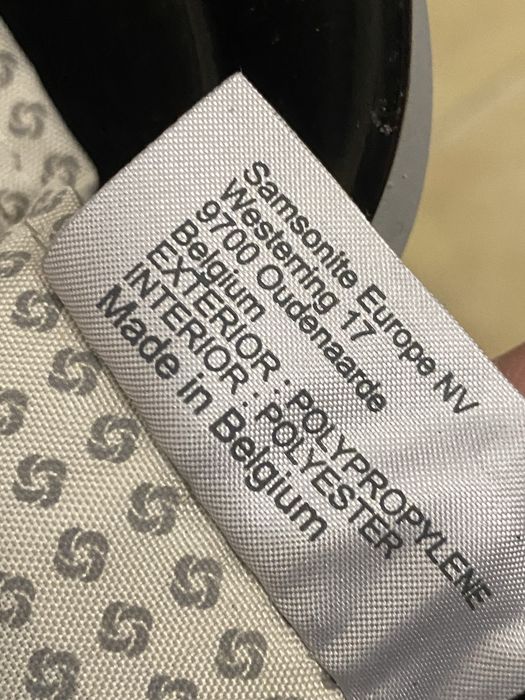 Samsonite Europe NV
Westerring 17
9700 Oudenaarde
Belgium
EXTERIOR : POLYPROPYLENE
INTERIOR : POLYESTER
Made in Belgium